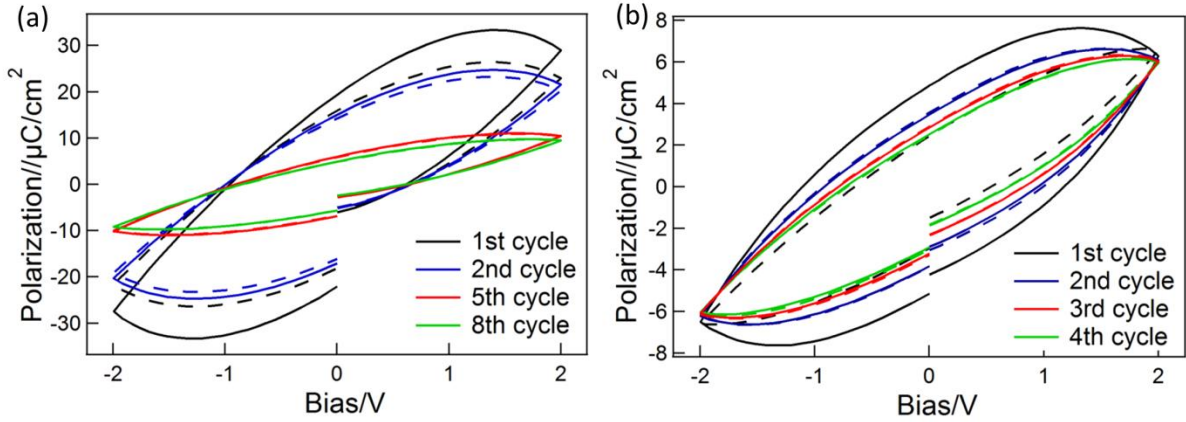 (a)
Polarization//μC/cm²
30
20
10
0
-10
-20
-30
1st cycle
2nd cycle
5th cycle
8th cycle
-2
-1
0
1
2
Bias/V
(b)
Polarization//μC/cm²
8
6
4
2
0
-2
-4
-6
-8
1st cycle
2nd cycle
3rd cycle
4th cycle
-2
-1
0
1
2
Bias/V